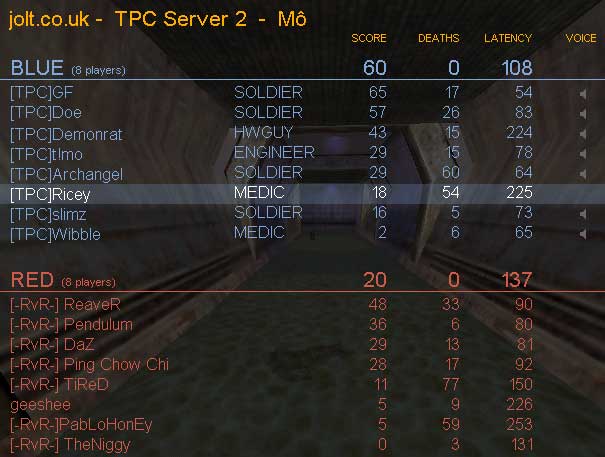 jolt.co.uk - TPC Server 2 - Mô
SCORE DEATHS LATENCY VOICE
BLUE (8 players) 60 0 108
[TPC]GF SOLDIER 65 17 54
[TPC]Doe SOLDIER 57 26 83
[TPC]Demonrat HWGUY 43 15 224
[TPC]tImo ENGINEER 29 15 78
[TPC]Archangel SOLDIER 29 60 64
[TPC]Ricey MEDIC 18 54 225
[TPC]slimz SOLDIER 16 5 73
[TPC]Wibble MEDIC 2 6 65
RED (8 players) 20 0 137
[-RvR-] ReaveR 48 33 90
[-RvR-] Pendulum 36 6 80
[-RvR-] DaZ 29 13 81
[-RvR-] Ping Chow Chi 28 17 92
[-RvR-] TiReD 11 77 150
geeshee 5 9 226
[-RvR-]PabLoHonEy 5 59 253
[-RvR-] TheNiggy 0 3 131